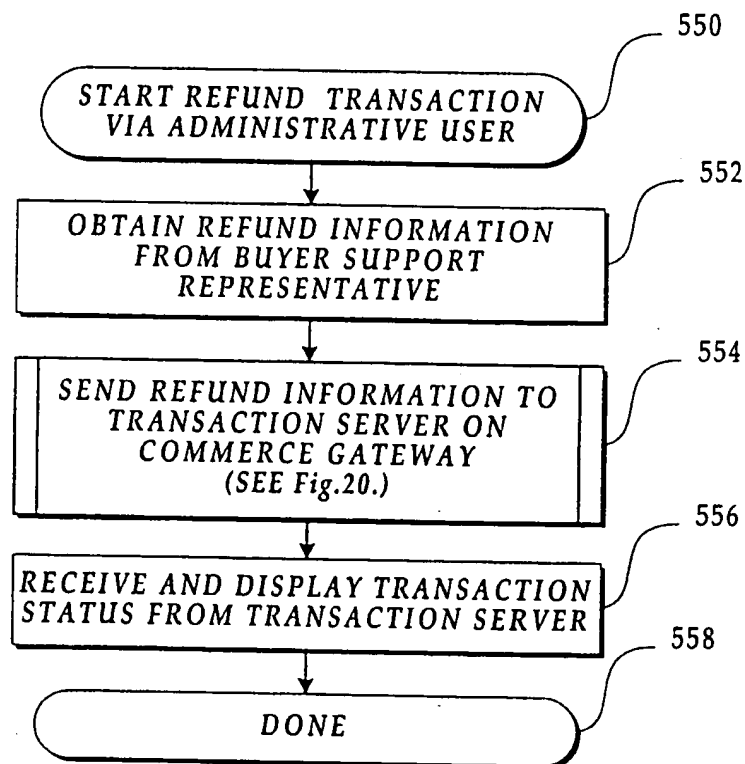 550
START REFUND TRANSACTION
VIA ADMINISTRATIVE USER
552
OBTAIN REFUND INFORMATION
FROM BUYER SUPPORT
REPRESENTATIVE
554
SEND REFUND INFORMATION TO
TRANSACTION SERVER ON
COMMERCE GATEWAY
(SEE Fig.20.)
556
RECEIVE AND DISPLAY TRANSACTION
STATUS FROM TRANSACTION SERVER
558
DONE